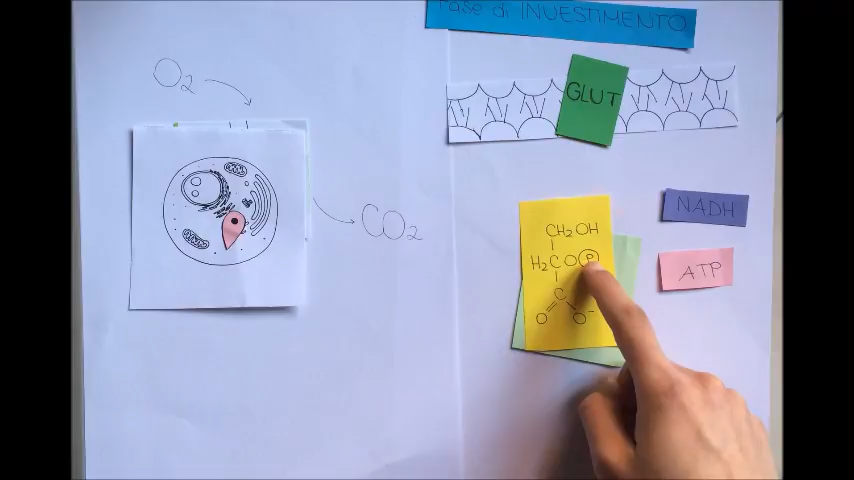 Fase di INVESTIMENTO
O2
GLUT
CO2
NADH
ATP
CH2OH
H2COP
C
O O-